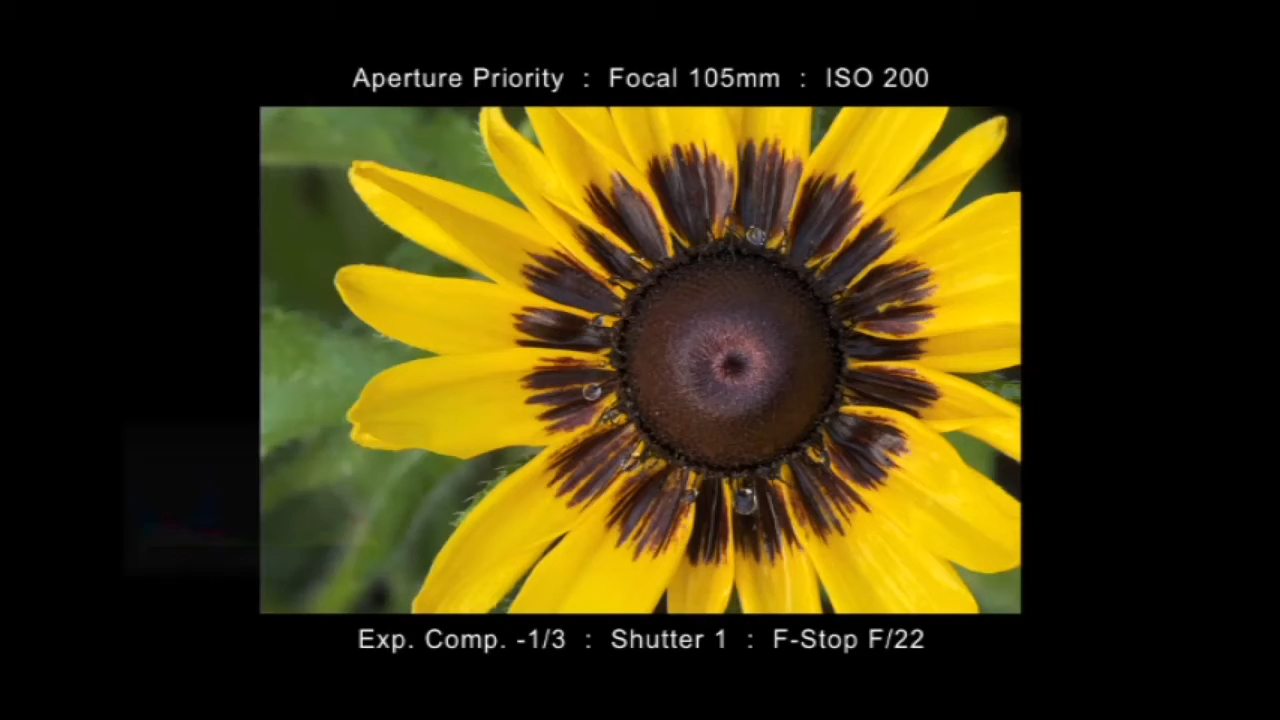 Aperture Priority : Focal 105mm : ISO 200
Exp. Comp. -1/3 : Shutter 1 : F-Stop F/22